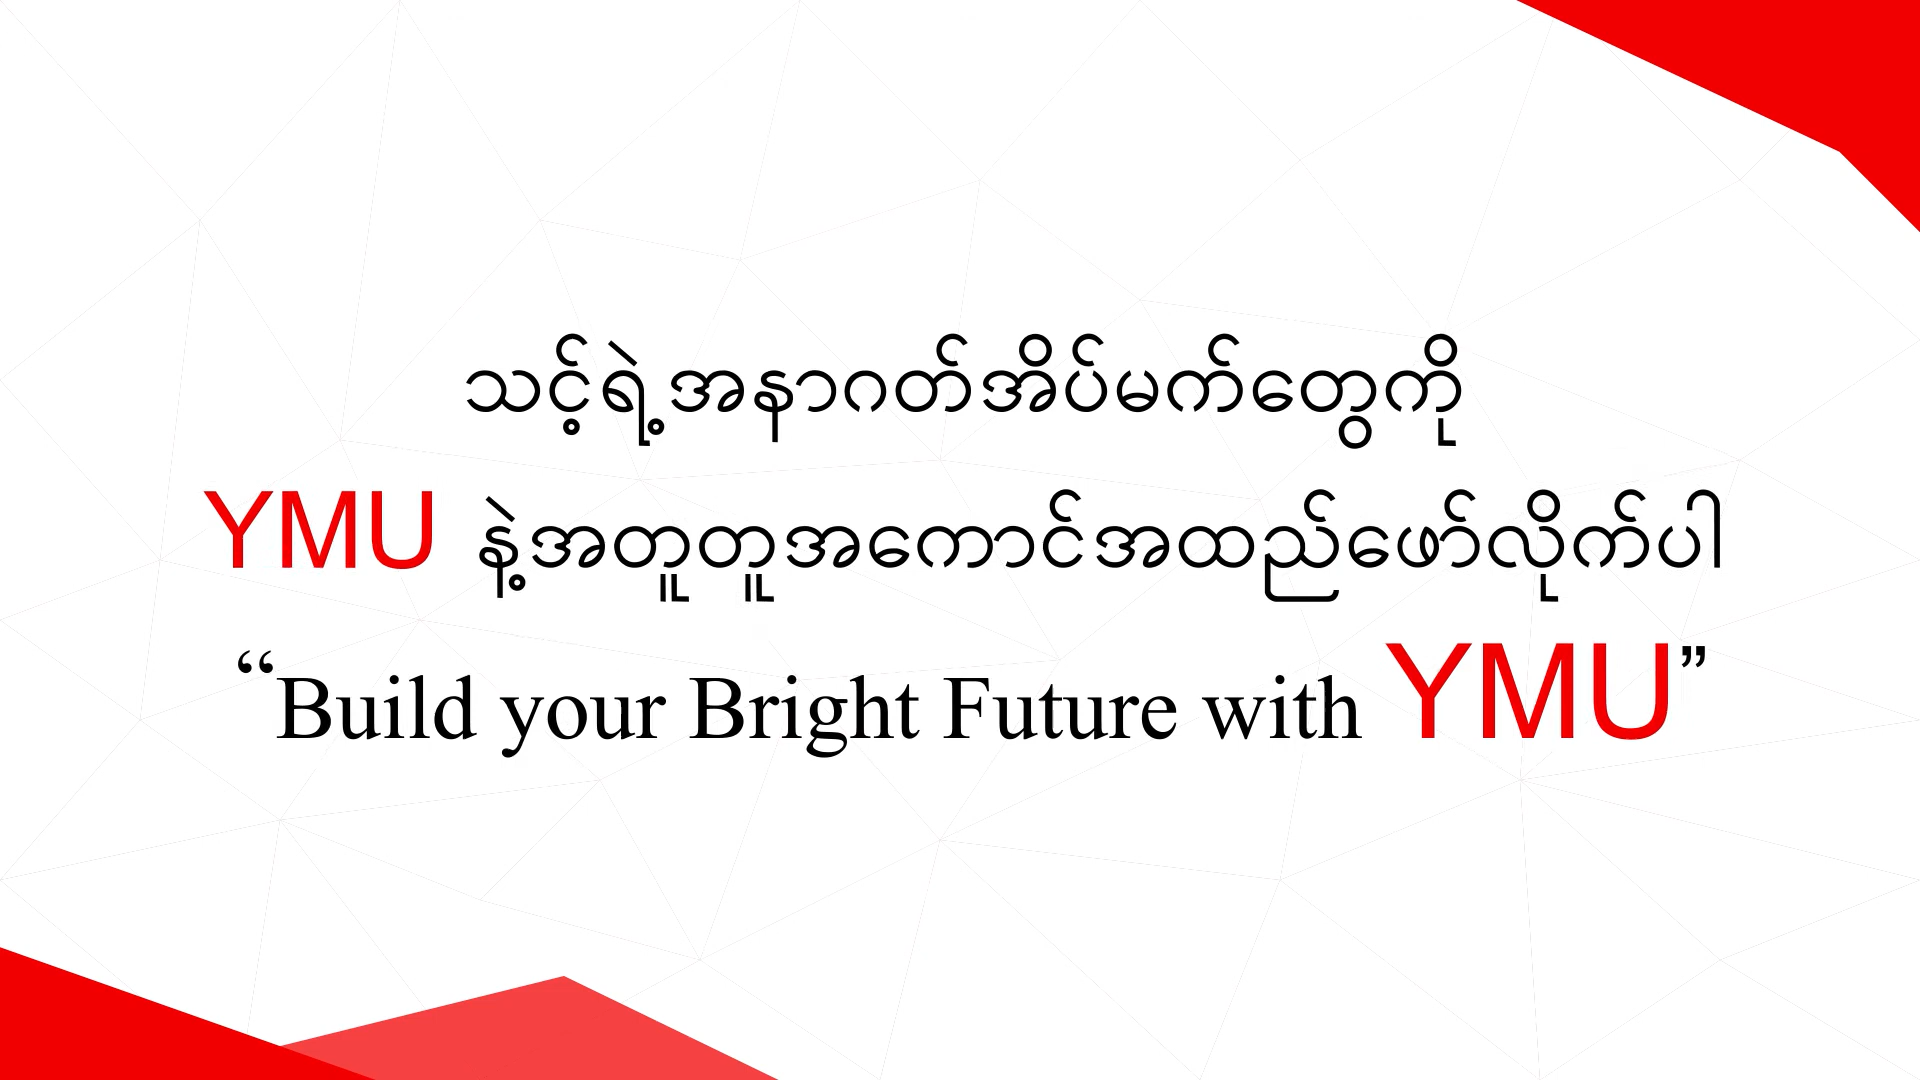 သင့်ရဲ့အနာဂတ်အိပ်မက်တွေကို
YMU နဲ့အတူတူအကောင်အထည်ဖော်လိုက်ပါ
“Build your Bright Future with YMU”